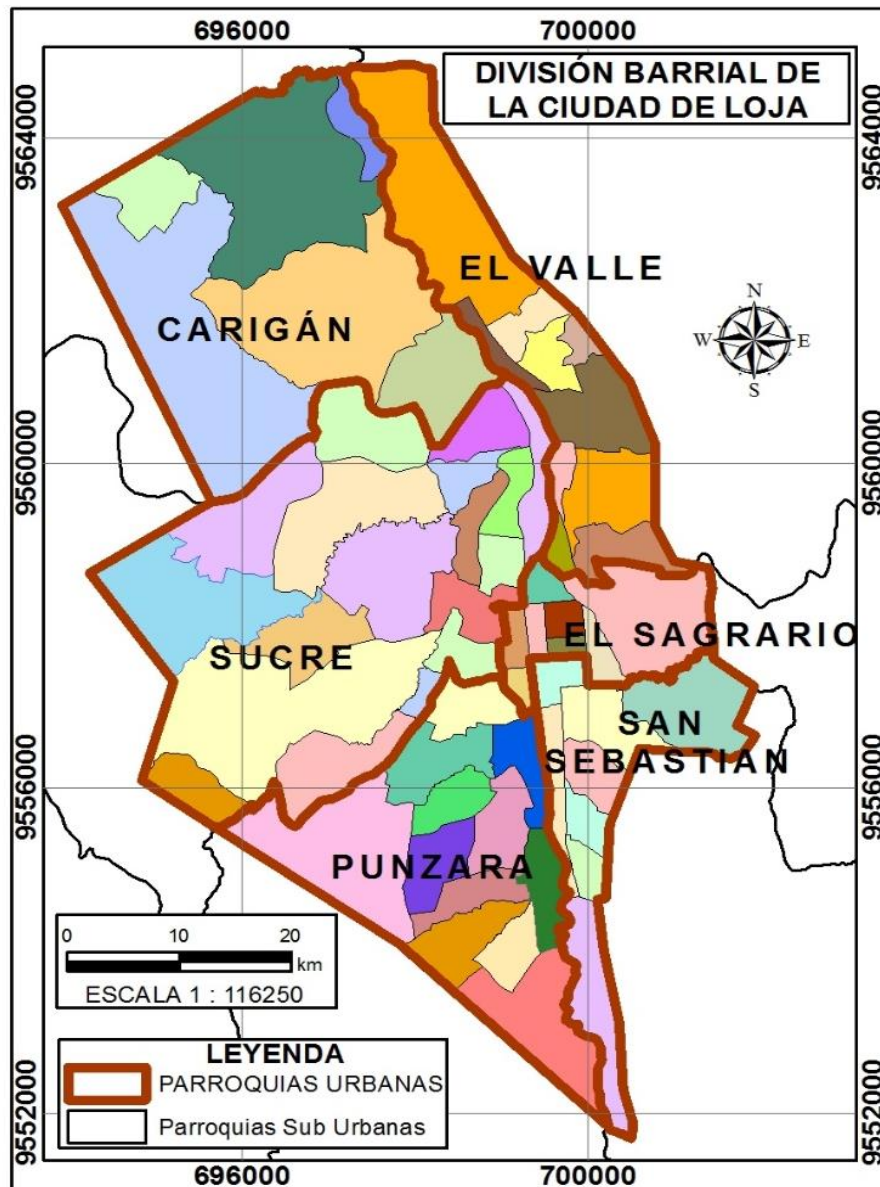 696000
700000
DIVISIÓN BARRIAL DE
LA CIUDAD DE LOJA
9564000
9564000
EL VALLE
N
W
E
S
CARIGÁN
9560000
9560000
EL SAGRARIO
SUCRE
SAN
SEBASTIAN
9556000
9556000
PUNZARA
0
10
20
km
ESCALA 1 : 116250
LEYENDA
PARROQUIAS URBANAS
Parroquias Sub Urbanas
9552000
9552000
696000
700000